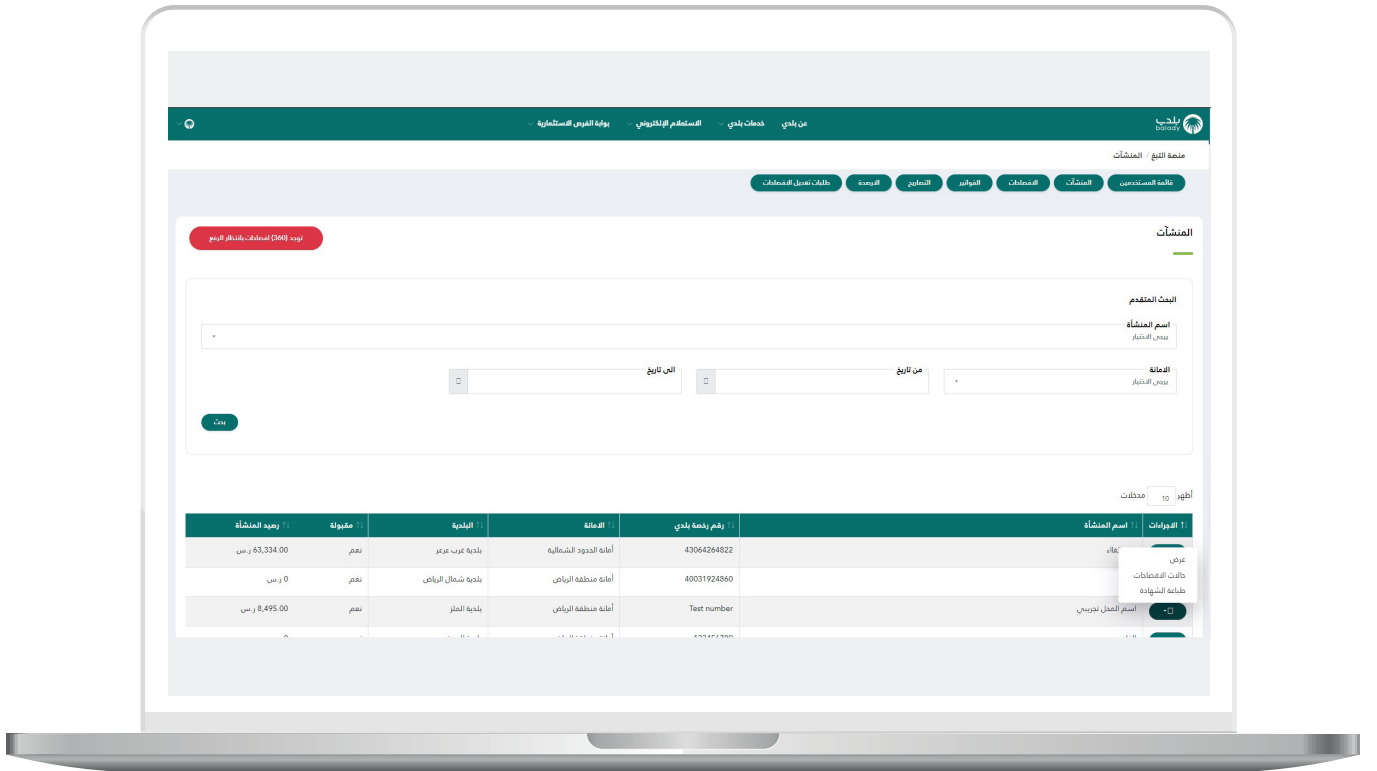 بلدي
balady
عن بلدي خدمات بلدي الاستعلام الإلكتروني بوابة الفرص الاستثمارية
منصة التبغ / المنشآت
قائمة المستخدمين المنشآت الافصاحات الفواتير التصاريح الارصدة طلبات تعديل الافصاحات
المنشآت
توجد (360) افصاحات بانتظار الرفع
البحث المتقدم
اسم المنشأة
يرجى الاختيار
الامانة من تاريخ الى تاريخ
يرجى الاختيار
بحث
أظهر 10 مدخلات
الاجراءات اسم المنشأة رقم رخصة بلدي الامانة البلدية مقبولة رصيد المنشأة
43064264822 أمانة الحدود الشمالية بلدية غرب عرعر نعم 63,334.00 ر.س
عرض
حالات الافصاحات
طباعة الشهادة
40031924860 أمانة منطقة الرياض بلدية شمال الرياض نعم 0 ر.س
اسم المحل تجريبي Test number أمانة منطقة الرياض بلدية الملز نعم 8,495.00 ر.س